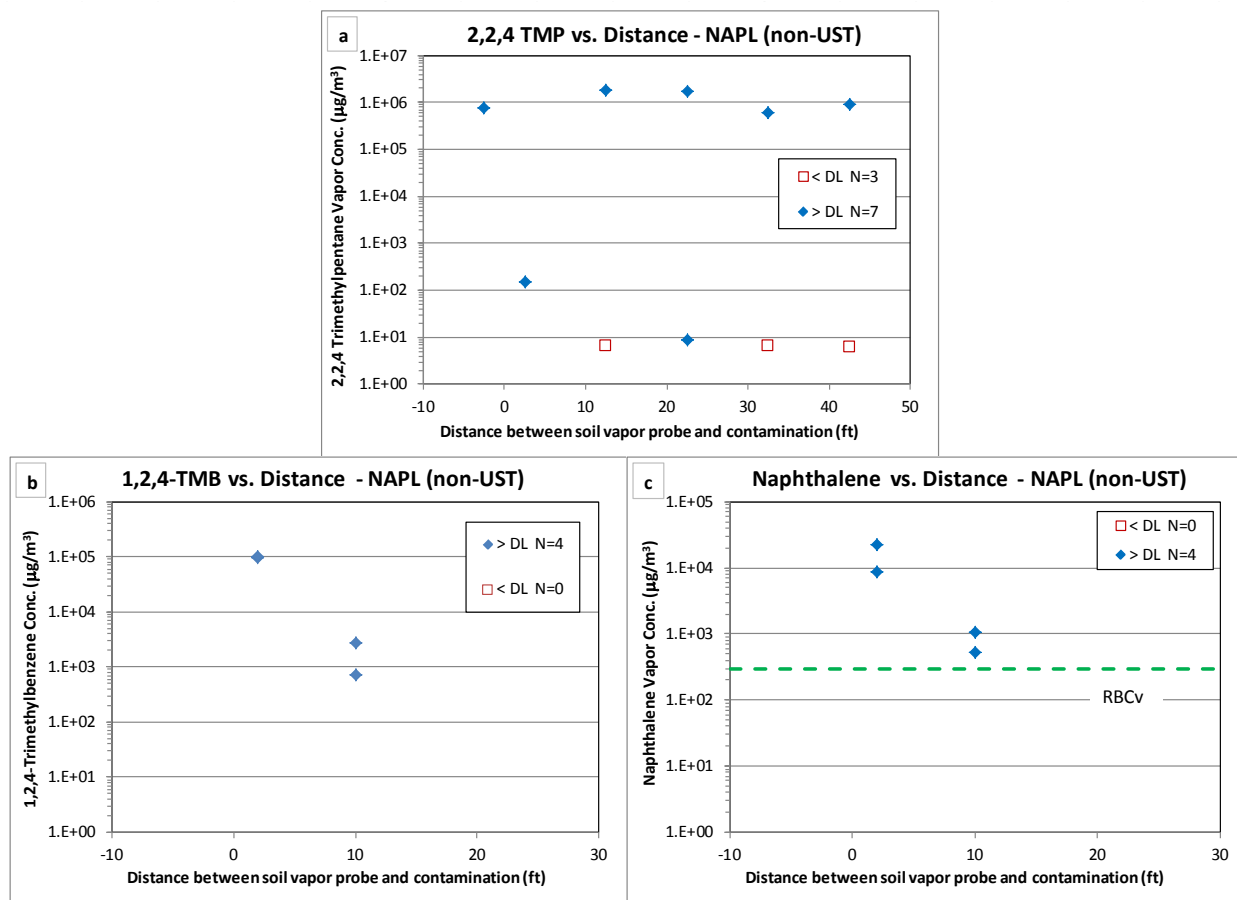 a
2,2,4 TMP vs. Distance - NAPL (non-UST)
2,2,4 Trimethylpentane Vapor Conc. (µg/m³)
1.E+07
1.E+06
1.E+05
1.E+04
1.E+03
1.E+02
1.E+01
1.E+00
< DL N=3
> DL N=7
-10
0
10
20
30
40
50
Distance between soil vapor probe and contamination (ft)
b
1,2,4-TMB vs. Distance - NAPL (non-UST)
1,2,4-Trimethylbenzene Conc. (µg/m³)
1.E+06
1.E+05
1.E+04
1.E+03
1.E+02
1.E+01
1.E+00
> DL N=4
< DL N=0
-10
0
10
20
30
Distance between soil vapor probe and contamination (ft)
c
Naphthalene vs. Distance - NAPL (non-UST)
Naphthalene Vapor Conc. (µg/m³)
1.E+05
1.E+04
1.E+03
1.E+02
1.E+01
1.E+00
< DL N=0
> DL N=4
RBCv
-10
0
10
20
30
Distance between soil vapor probe and contamination (ft)